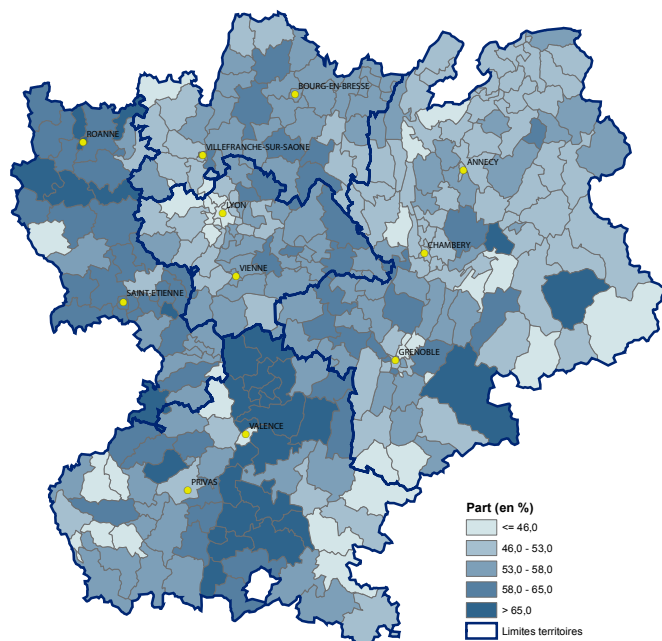 BOURG-EN-BRESSE
ROANNE
VILLEFRANCHE-SUR-SAONE
ANNECY
LYON
CHAMBERY
VIENNE
SAINT-ETIENNE
GRENOBLE
VALENCE
PRIVAS
Part (en %)
<= 46,0
46,0 - 53,0
53,0 - 58,0
58,0 - 65,0
> 65,0
Limites territoires